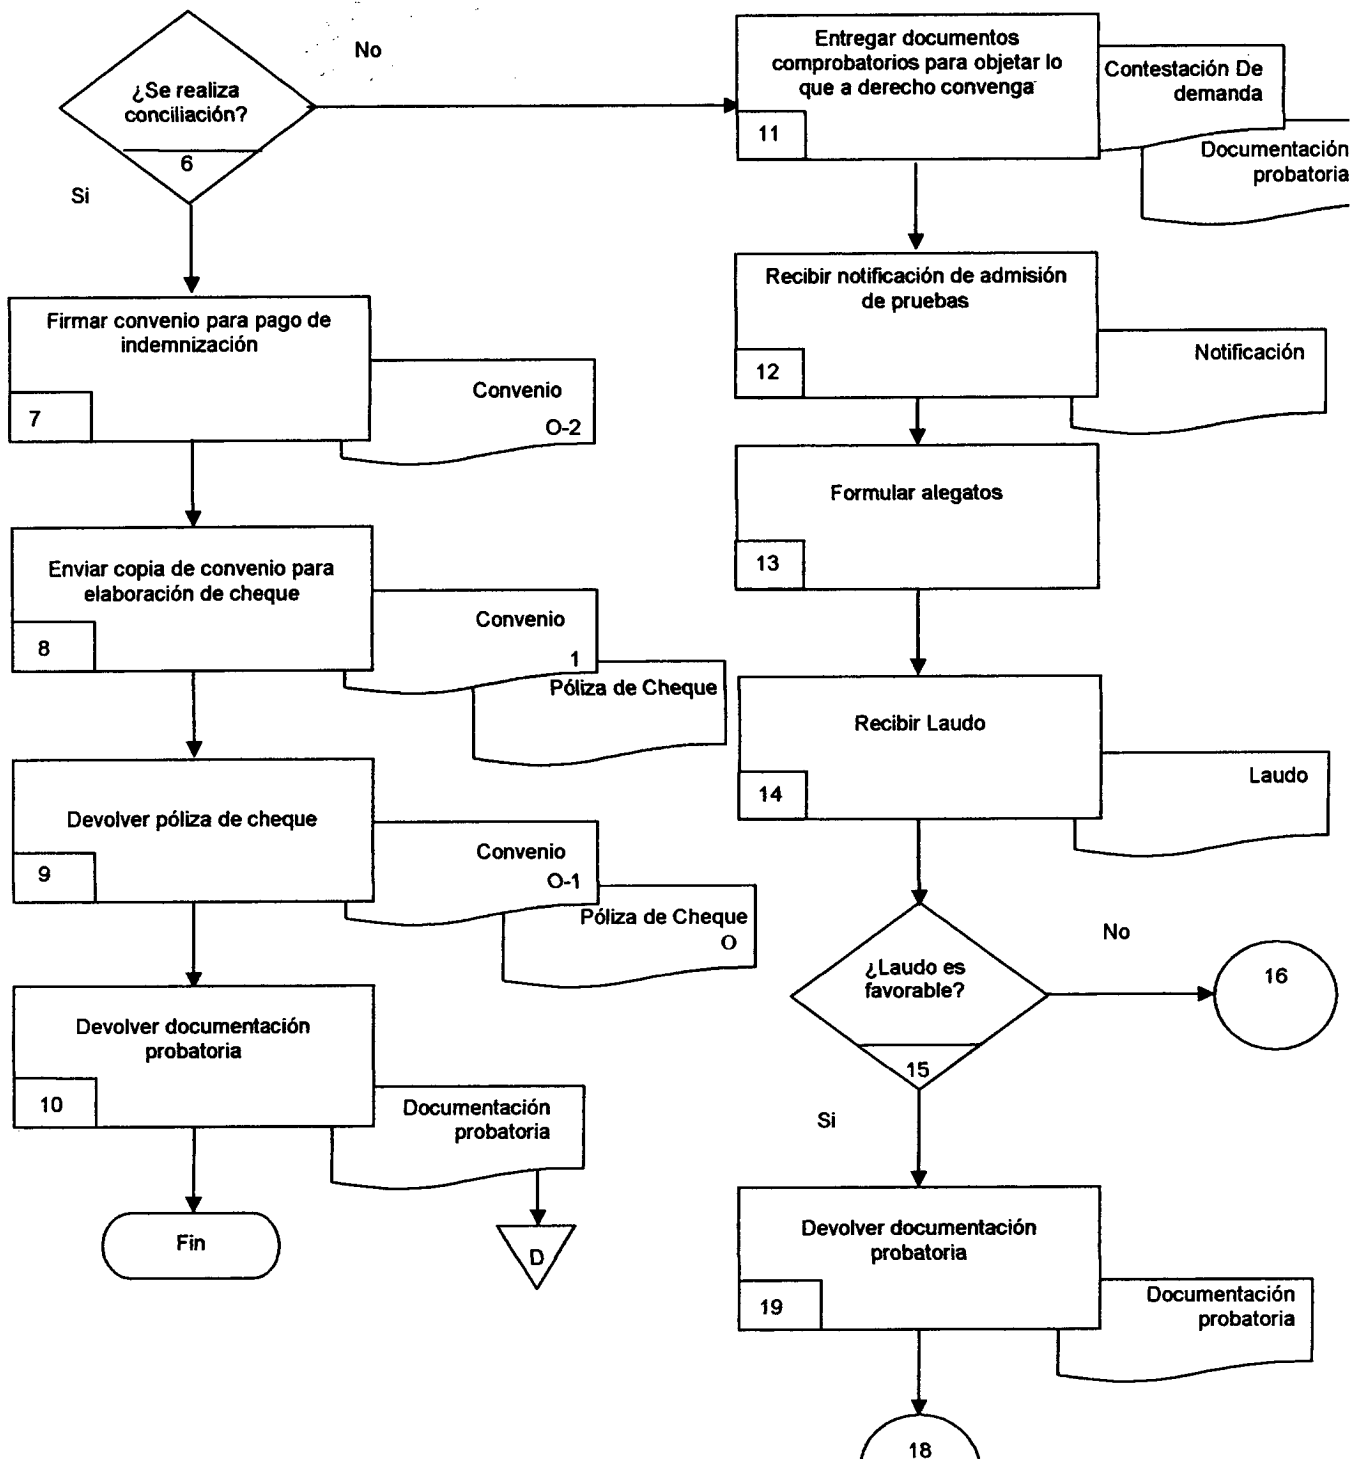 ¿Se realiza
conciliación?
6
No
Si
Firmar convenio para pago de
indemnización
7
Convenio
O-2
Enviar copia de convenio para
elaboración de cheque
8
Convenio
1
Póliza de Cheque
Devolver póliza de cheque
9
Convenio
O-1
Póliza de Cheque
O
Devolver documentación
probatoria
10
Documentación
probatoria
Fin
D
Entregar documentos
comprobatorios para objetar lo
que a derecho convenga
11
Contestación De
demanda
Documentación
probatoria
Recibir notificación de admisión
de pruebas
12
Notificación
Formular alegatos
13
Recibir Laudo
14
Laudo
¿Laudo es
favorable?
15
No
16
Si
Devolver documentación
probatoria
19
Documentación
probatoria
18